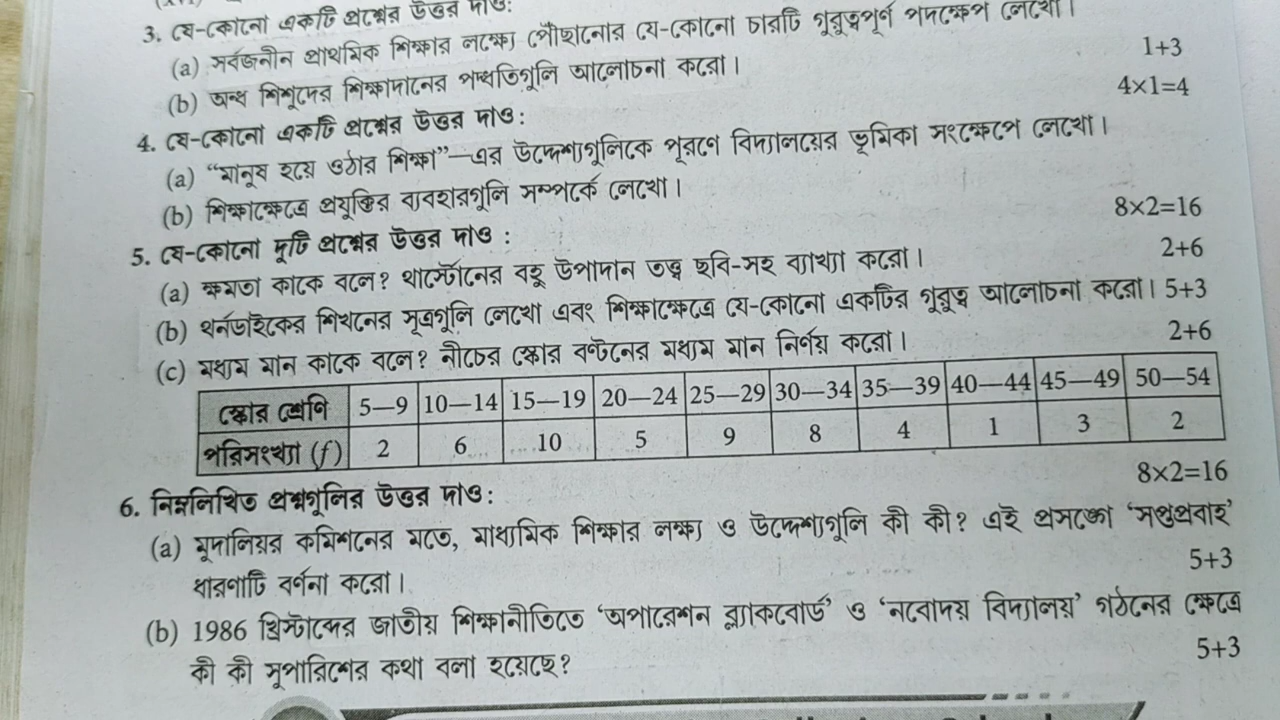 3. যে-কোনো একটি প্রশ্নের উত্তর দাও:
(a) সর্বজনীন প্রাথমিক শিক্ষার লক্ষ্যে পৌঁছানোর যে-কোনো চারটি গুরুত্বপূর্ণ পদক্ষেপ লেখো।
1+3
(b) অন্ধ শিশুদের শিক্ষাদানের পদ্ধতিগুলি আলোচনা করো।
4×1=4
4. যে-কোনো একটি প্রশ্নের উত্তর দাও:
(a) “মানুষ হয়ে ওঠার শিক্ষা”—এর উদ্দেশ্যগুলিকে পূরণে বিদ্যালয়ের ভূমিকা সংক্ষেপে লেখো।
(b) শিক্ষাক্ষেত্রে প্রযুক্তির ব্যবহারগুলি সম্পর্কে লেখো।
8×2=16
5. যে-কোনো দুটি প্রশ্নের উত্তর দাও :
(a) ক্ষমতা কাকে বলে? থার্স্টোনের বহু উপাদান তত্ত্ব ছবি-সহ ব্যাখ্যা করো। 2+6
(b) থর্নডাইকের শিখনের সূত্রগুলি লেখো এবং শিক্ষাক্ষেত্রে যে-কোনো একটির গুরুত্ব আলোচনা করো। 5+3
(c) মধ্যম মান কাকে বলে? নীচের স্কোর বণ্টনের মধ্যম মান নির্ণয় করো। 2+6
স্কোর শ্রেণি 5—9 10—14 15—19 20—24 25—29 30—34 35—39 40—44 45—49 50—54
পরিসংখ্যা (f) 2 6 10 5 9 8 4 1 3 2
8×2=16
6. নিম্নলিখিত প্রশ্নগুলির উত্তর দাও:
(a) মুদালিয়র কমিশনের মতে, মাধ্যমিক শিক্ষার লক্ষ্য ও উদ্দেশ্যগুলি কী কী? এই প্রসঙ্গে ‘সপ্তপ্রবাহ’
ধারণাটি বর্ণনা করো। 5+3
(b) 1986 খ্রিস্টাব্দের জাতীয় শিক্ষানীতিতে ‘অপারেশন ব্ল্যাকবোর্ড’ ও ‘নবোদয় বিদ্যালয়’ গঠনের ক্ষেত্রে
কী কী সুপারিশের কথা বলা হয়েছে? 5+3